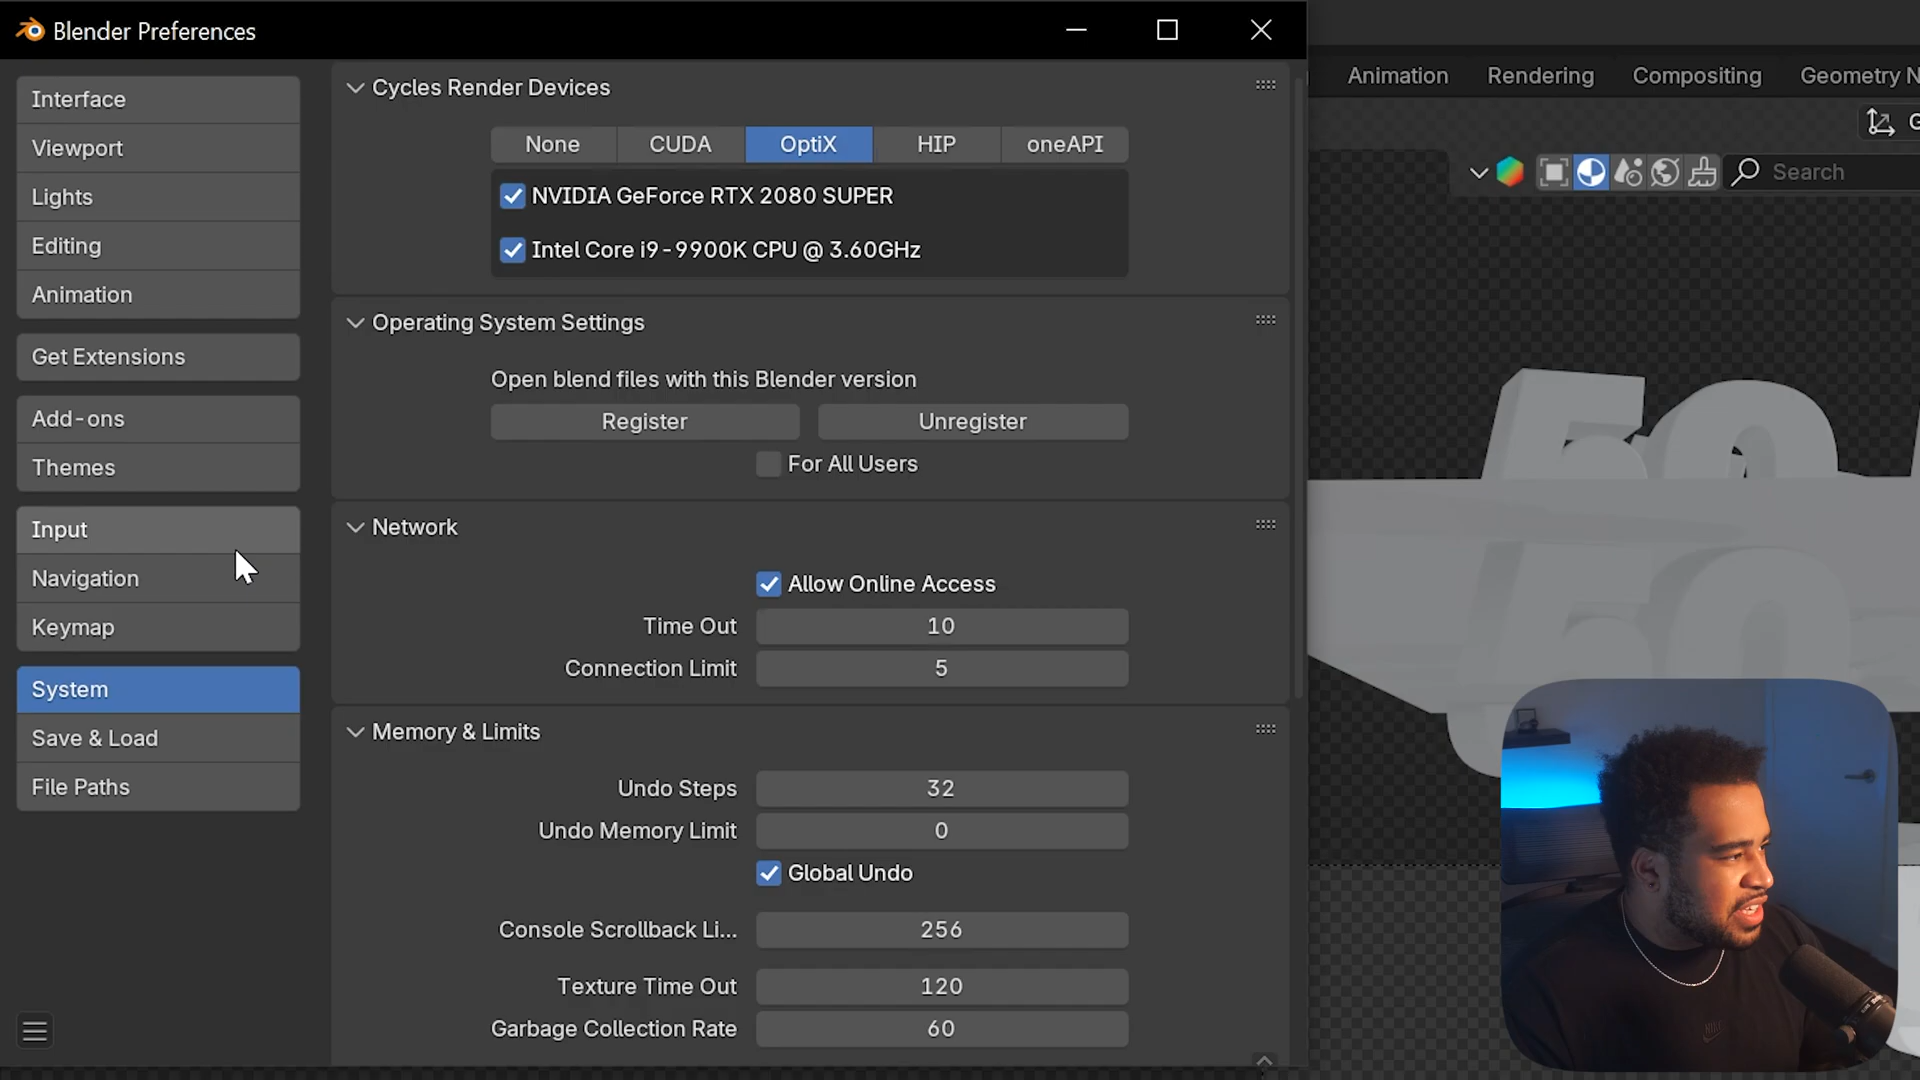 Blender Preferences
Interface
Viewport
Lights
Editing
Animation
Get Extensions
Add-ons
Themes
Input
Navigation
Keymap
System
Save & Load
File Paths
Cycles Render Devices
None CUDA OptiX HIP oneAPI
NVIDIA GeForce RTX 2080 SUPER
Intel Core i9-9900K CPU @ 3.60GHz
Operating System Settings
Open blend files with this Blender version
Register Unregister
For All Users
Network
Allow Online Access
Time Out 10
Connection Limit 5
Memory & Limits
Undo Steps 32
Undo Memory Limit 0
Global Undo
Console Scrollback Li... 256
Texture Time Out 120
Garbage Collection Rate 60
Animation Rendering Compositing Geometry N
G
Search
50
50